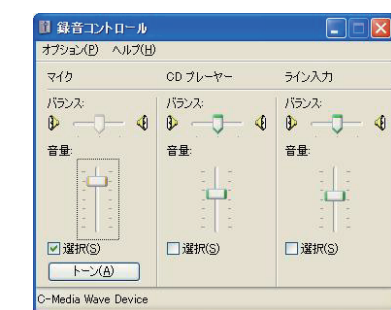 録音コントロール
オプション(P) ヘルプ(H)
マイク CD プレーヤー ライン入力
バランス: バランス: バランス:
音量: 音量: 音量:
選択(S) 選択(S) 選択(S)
トーン(A)
C-Media Wave Device